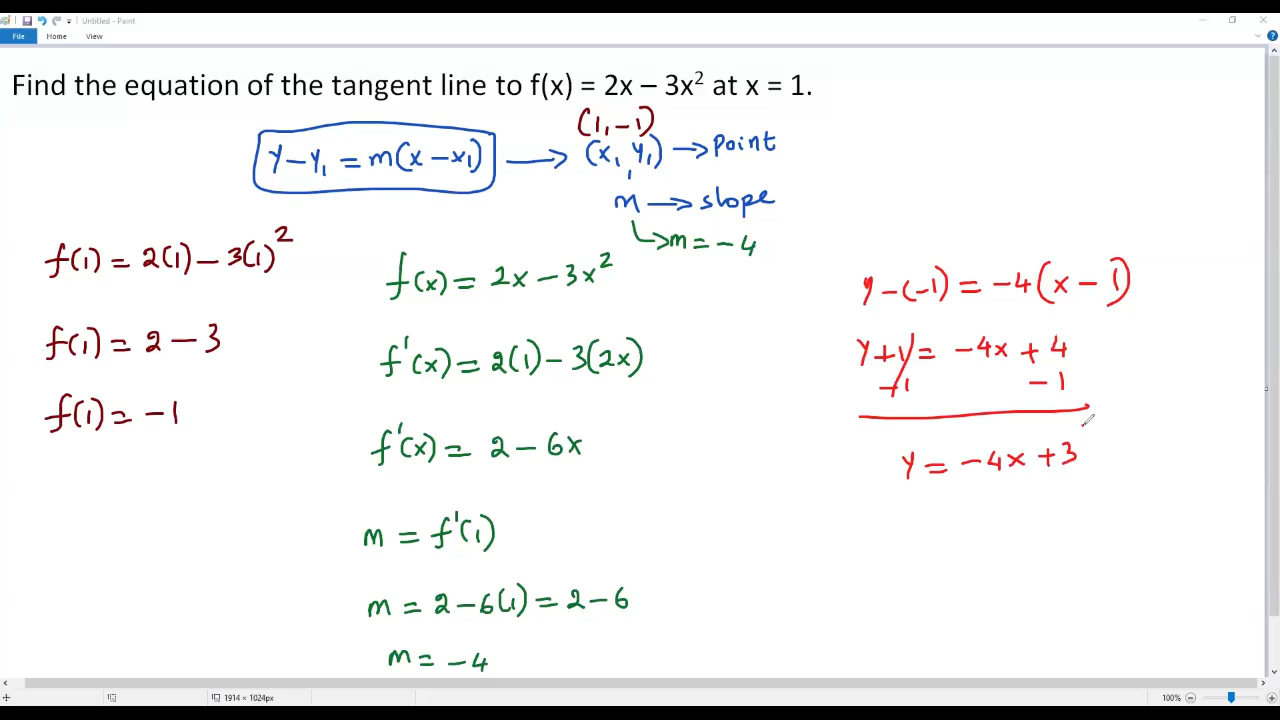 Untitled - Paint
File Home View
Find the equation of the tangent line to f(x) = 2x – 3x² at x = 1.
(1, -1)
y - y₁ = m(x - x₁) → (x₁, y₁) → point
m → slope
↳ m = -4
f(1) = 2(1) - 3(1)²
f(1) = 2 - 3
f(1) = -1
f(x) = 2x - 3x²
f'(x) = 2(1) - 3(2x)
f'(x) = 2 - 6x
m = f'(1)
m = 2 - 6(1) = 2 - 6
m = -4
y - (-1) = -4(x - 1)
y + 1 = -4x + 4
-1 -1
y = -4x + 3
1914 × 1024px 100%